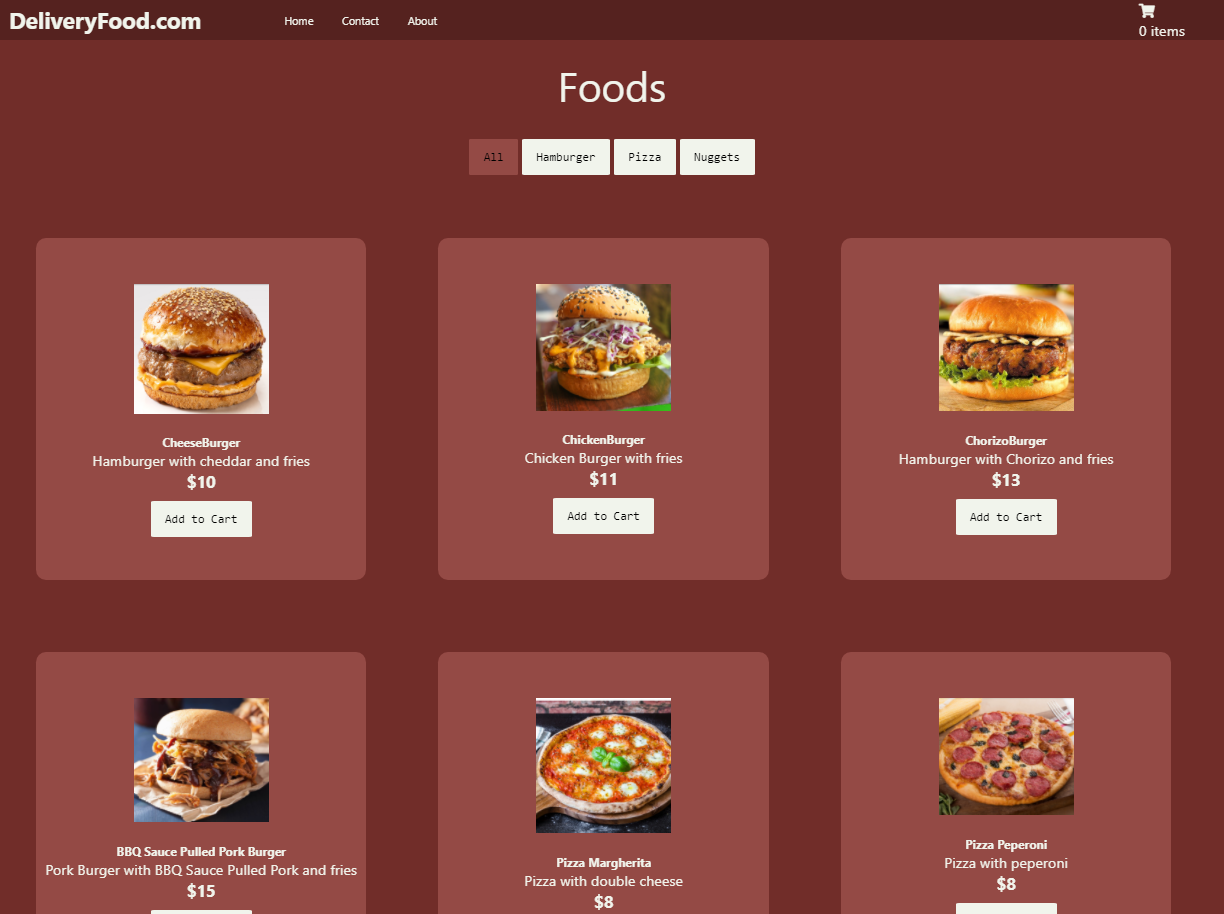 DeliveryFood.com
Home
Contact
About
0 items
Foods
All
Hamburger
Pizza
Nuggets
CheeseBurger
Hamburger with cheddar and fries
$10
Add to Cart
ChickenBurger
Chicken Burger with fries
$11
Add to Cart
ChorizoBurger
Hamburger with Chorizo and fries
$13
Add to Cart
BBQ Sauce Pulled Pork Burger
Pork Burger with BBQ Sauce Pulled Pork and fries
$15
Pizza Margherita
Pizza with double cheese
$8
Pizza Peperoni
Pizza with peperoni
$8